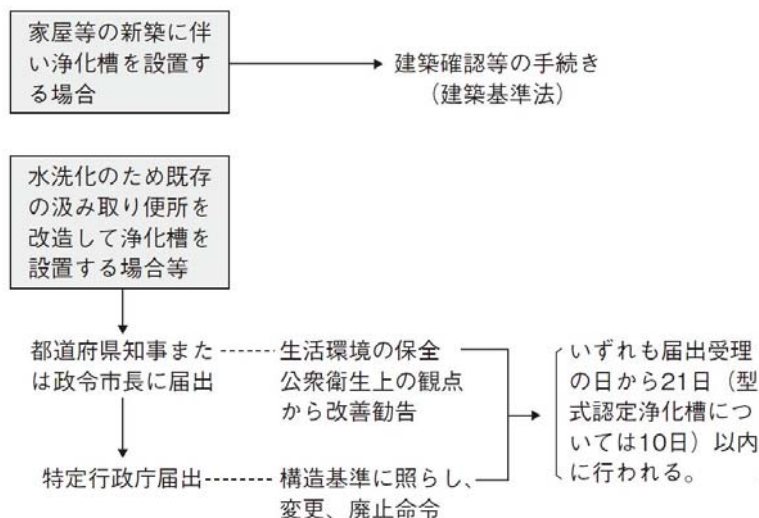 家屋等の新築に伴
い浄化槽を設置す
る場合
建築確認等の手続き
（建築基準法）
水洗化のため既存
の汲み取り便所を
改造して浄化槽を
設置する場合等
都道府県知事また
は政令市長に届出
生活環境の保全
公衆衛生上の観点
から改善勧告
特定行政庁届出
構造基準に照らし、
変更、廃止命令
いずれも届出受理
の日から21日（型
式認定浄化槽につ
いては10日）以内
に行われる。